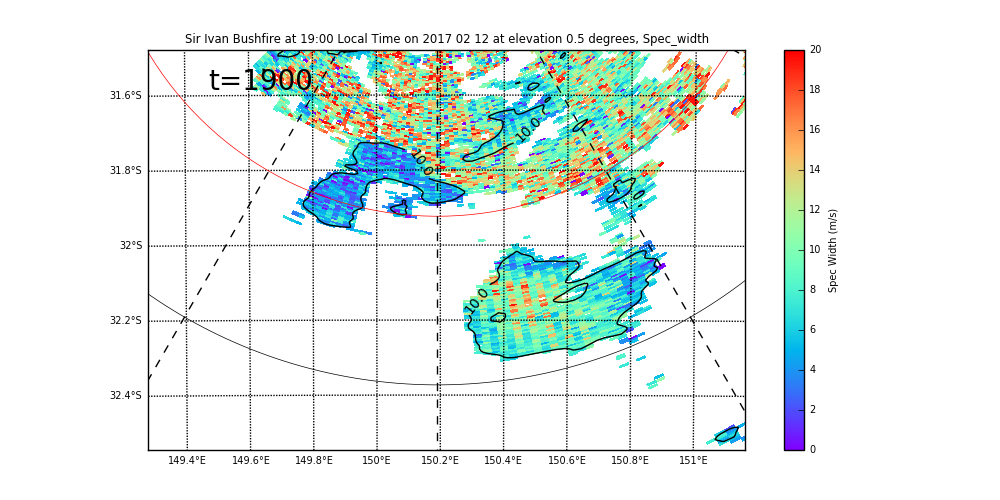 Sir Ivan Bushfire at 19:00 Local Time on 2017 02 12 at elevation 0.5 degrees, Spec_width
t=1900
31.6°S
31.8°S
32°S
32.2°S
32.4°S
149.4°E 149.6°E 149.8°E 150°E 150.2°E 150.4°E 150.6°E 150.8°E 151°E
10.0
10.0
20
18
16
14
12
10
8
6
4
2
0
Spec Width (m/s)